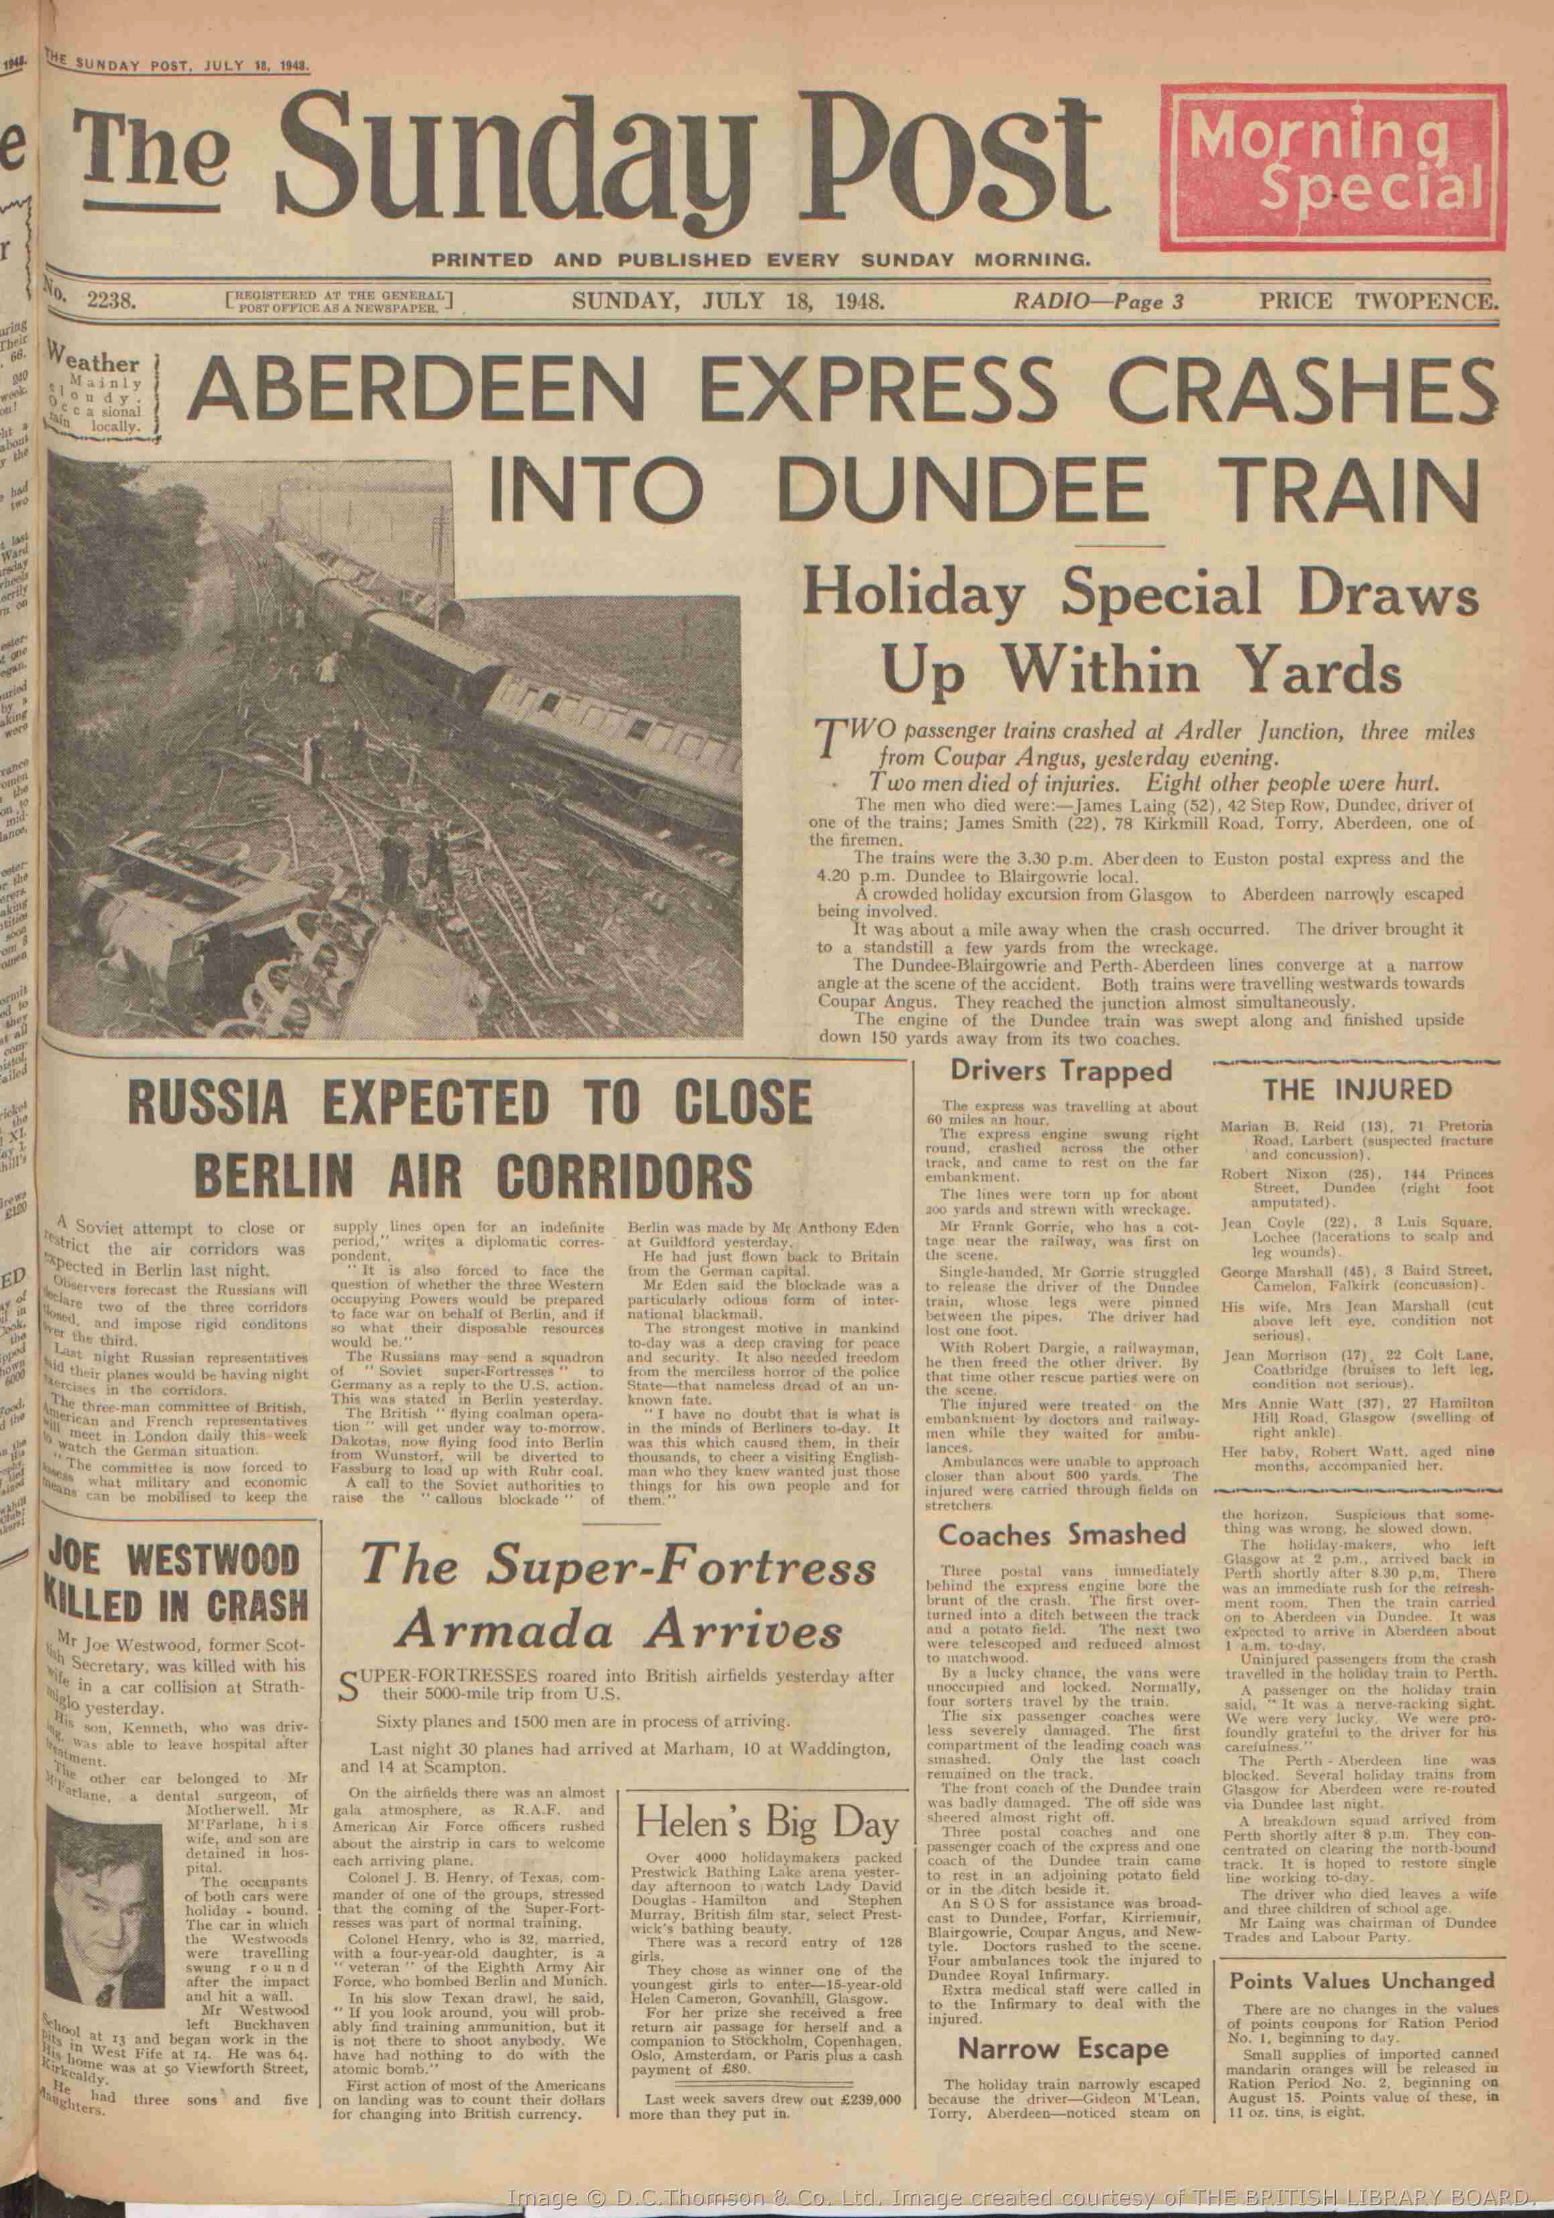 THE SUNDAY POST, JULY 18, 1948.
The Sunday Post
Morning
Special
PRINTED AND PUBLISHED EVERY SUNDAY MORNING.
No. 2238.
[REGISTERED AT THE GENERAL]
POST OFFICE AS A NEWSPAPER.
SUNDAY, JULY 18, 1948.
RADIO—Page 3
PRICE TWOPENCE.
Weather
Mainly
cloudy.
Occasional
rain locally.
ABERDEEN EXPRESS CRASHES
INTO DUNDEE TRAIN
Holiday Special Draws
Up Within Yards
TWO passenger trains crashed at Ardler Junction, three miles
from Coupar Angus, yesterday evening.
Two men died of injuries. Eight other people were hurt.
The men who died were:—James Laing (52), 42 Step Row, Dundee, driver of
one of the trains; James Smith (22), 78 Kirkmill Road, Torry, Aberdeen, one of
the firemen.
The trains were the 3.30 p.m. Aberdeen to Euston postal express and the
4.20 p.m. Dundee to Blairgowrie local.
A crowded holiday excursion from Glasgow to Aberdeen narrowly escaped
being involved.
It was about a mile away when the crash occurred. The driver brought it
to a standstill a few yards from the wreckage.
The Dundee-Blairgowrie and Perth-Aberdeen lines converge at a narrow
angle at the scene of the accident. Both trains were travelling westwards towards
Coupar Angus. They reached the junction almost simultaneously.
The engine of the Dundee train was swept along and finished upside
down 150 yards away from its two coaches.
Drivers Trapped
The express was travelling at about
60 miles an hour.
The express engine swung right
round, crashed across the other
track, and came to rest on the far
embankment.
The lines were torn up for about
200 yards and strewn with wreckage.
Mr Frank Gorrie, who has a cot-
tage near the railway, was first on
the scene.
Single-handed, Mr Gorrie struggled
to release the driver of the Dundee
train, whose legs were pinned
between the pipes. The driver had
lost one foot.
With Robert Dargie, a railwayman,
he then freed the other driver. By
that time other rescue parties were on
the scene.
The injured were treated on the
embankment by doctors and railway-
men while they waited for ambu-
lances.
Ambulances were unable to approach
closer than about 500 yards. The
injured were carried through fields on
stretchers.
Coaches Smashed
Three postal vans immediately
behind the express engine bore the
brunt of the crash. The first over-
turned into a ditch between the track
and a potato field. The next two
were telescoped and reduced almost
to matchwood.
By a lucky chance, the vans were
unoccupied and locked. Normally,
four sorters travel by the train.
The six passenger coaches were
less severely damaged. The first
compartment of the leading coach was
smashed. Only the last coach
remained on the track.
The front coach of the Dundee train
was badly damaged. The off side was
sheered almost right off.
Three postal coaches and one
passenger coach of the express and one
coach of the Dundee train came
to rest in an adjoining potato field
or in the ditch beside it.
An S O S for assistance was broad-
cast to Dundee, Forfar, Kirriemuir,
Blairgowrie, Coupar Angus, and New-
tyle. Doctors rushed to the scene.
Four ambulances took the injured to
Dundee Royal Infirmary.
Extra medical staff were called in
to the Infirmary to deal with the
injured.
Narrow Escape
The holiday train narrowly escaped
because the driver—Gideon M'Lean,
Torry, Aberdeen—noticed steam on
THE INJURED
Marian B. Reid (13), 71 Pretoria
Road, Larbert (suspected fracture
and concussion).
Robert Nixon (25), 144 Princes
Street, Dundee (right foot
amputated).
Jean Coyle (22), 3 Luis Square,
Lochee (lacerations to scalp and
leg wounds).
George Marshall (45), 3 Baird Street,
Camelon, Falkirk (concussion).
His wife, Mrs Jean Marshall (cut
above left eye, condition not
serious).
Jean Morrison (17), 22 Colt Lane,
Coatbridge (bruises to left leg,
condition not serious).
Mrs Annie Watt (37), 27 Hamilton
Hill Road, Glasgow (swelling of
right ankle).
Her baby, Robert Watt, aged nine
months, accompanied her.
the horizon. Suspicious that some-
thing was wrong, he slowed down.
The holiday-makers, who left
Glasgow at 2 p.m., arrived back in
Perth shortly after 8.30 p.m. There
was an immediate rush for the refresh-
ment room. Then the train carried
on to Aberdeen via Dundee. It was
expected to arrive in Aberdeen about
1 a.m. to-day.
Uninjured passengers from the crash
travelled in the holiday train to Perth.
A passenger on the holiday train
said, "It was a nerve-racking sight.
We were very lucky. We were pro-
foundly grateful to the driver for his
carefulness."
The Perth-Aberdeen line was
blocked. Several holiday trains from
Glasgow for Aberdeen were re-routed
via Dundee last night.
A breakdown squad arrived from
Perth shortly after 8 p.m. They con-
centrated on clearing the north-bound
track. It is hoped to restore single
line working to-day.
The driver who died leaves a wife
and three children of school age.
Mr Laing was chairman of Dundee
Trades and Labour Party.
Points Values Unchanged
There are no changes in the values
of points coupons for Ration Period
No. 1, beginning to day.
Small supplies of imported canned
mandarin oranges will be released in
Ration Period No. 2, beginning on
August 15. Points value of these, in
11 oz. tins, is eight.
RUSSIA EXPECTED TO CLOSE
BERLIN AIR CORRIDORS
A Soviet attempt to close or
restrict the air corridors was
expected in Berlin last night.
Observers forecast the Russians will
declare two of the three corridors
closed, and impose rigid conditons
over the third.
Last night Russian representatives
said their planes would be having night
exercises in the corridors.
The three-man committee of British,
American and French representatives
will meet in London daily this week
to watch the German situation.
"The committee is now forced to
assess what military and economic
means can be mobilised to keep the
supply lines open for an indefinite
period," writes a diplomatic corres-
pondent.
"It is also forced to face the
question of whether the three Western
occupying Powers would be prepared
to face war on behalf of Berlin, and if
so what their disposable resources
would be."
The Russians may send a squadron
of "Soviet super-Fortresses" to
Germany as a reply to the U.S. action.
This was stated in Berlin yesterday.
The British "flying coalman opera-
tion" will get under way to-morrow.
Dakotas, now flying food into Berlin
from Wunstorf, will be diverted to
Fassburg to load up with Ruhr coal.
A call to the Soviet authorities to
raise the "callous blockade" of
Berlin was made by Mr Anthony Eden
at Guildford yesterday.
He had just flown back to Britain
from the German capital.
Mr Eden said the blockade was a
particularly odious form of inter-
national blackmail.
The strongest motive in mankind
to-day was a deep craving for peace
and security. It also needed freedom
from the merciless horror of the police
State—that nameless dread of an un-
known fate.
"I have no doubt that is what is
in the minds of Berliners to-day. It
was this which caused them, in their
thousands, to cheer a visiting English-
man who they knew wanted just those
things for his own people and for
them."
JOE WESTWOOD
KILLED IN CRASH
Mr Joe Westwood, former Scot-
tish Secretary, was killed with his
wife in a car collision at Strath-
miglo yesterday.
His son, Kenneth, who was driv-
ing, was able to leave hospital after
treatment.
The other car belonged to Mr
M'Farlane, a dental surgeon, of
Motherwell. Mr
M'Farlane, his
wife, and son are
detained in hos-
pital.
The occupants
of both cars were
holiday-bound.
The car in which
the Westwoods
were travelling
swung round
after the impact
and hit a wall.
Mr Westwood
left Buckhaven
School at 13 and began work in the
pits in West Fife at 14. He was 64.
His home was at 50 Viewforth Street,
Kirkcaldy.
He had three sons and five
daughters.
The Super-Fortress
Armada Arrives
SUPER-FORTRESSES roared into British airfields yesterday after
their 5000-mile trip from U.S.
Sixty planes and 1500 men are in process of arriving.
Last night 30 planes had arrived at Marham, 10 at Waddington,
and 14 at Scampton.
On the airfields there was an almost
gala atmosphere, as R.A.F. and
American Air Force officers rushed
about the airstrip in cars to welcome
each arriving plane.
Colonel J. B. Henry, of Texas, com-
mander of one of the groups, stressed
that the coming of the Super-Fort-
resses was part of normal training.
Colonel Henry, who is 32, married,
with a four-year-old daughter, is a
"veteran" of the Eighth Army Air
Force, who bombed Berlin and Munich.
In his slow Texan drawl, he said,
"If you look around, you will prob-
ably find training ammunition, but it
is not there to shoot anybody. We
have had nothing to do with the
atomic bomb."
First action of most of the Americans
on landing was to count their dollars
for changing into British currency.
Helen's Big Day
Over 4000 holidaymakers packed
Prestwick Bathing Lake arena yester-
day afternoon to watch Lady David
Douglas-Hamilton and Stephen
Murray, British film star, select Prest-
wick's bathing beauty.
There was a record entry of 128
girls.
They chose as winner one of the
youngest girls to enter—15-year-old
Helen Cameron, Govanhill, Glasgow.
For her prize she received a free
return air passage for herself and a
companion to Stockholm, Copenhagen,
Oslo, Amsterdam, or Paris plus a cash
payment of £80.
Last week savers drew out £239,000
more than they put in.
Image © D.C.Thomson & Co. Ltd. Image created courtesy of THE BRITISH LIBRARY BOARD.